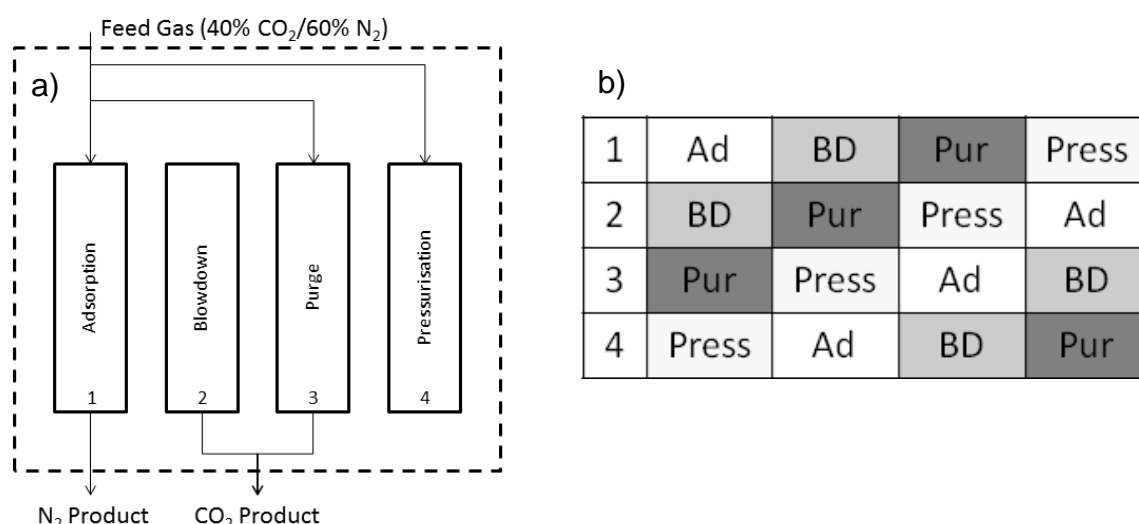 Feed Gas (40% CO₂/60% N₂)
a)
Adsorption
1
Blowdown
2
Purge
3
Pressurisation
4
N₂ Product
CO₂ Product
b)
1 Ad BD Pur Press
2 BD Pur Press Ad
3 Pur Press Ad BD
4 Press Ad BD Pur